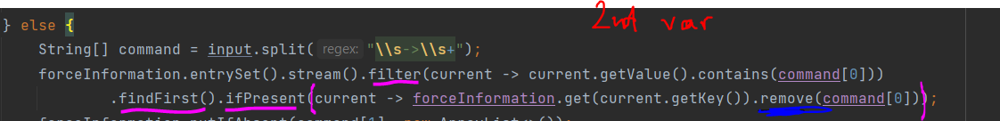 2nd var
} else {
String[] command = input.split( regex: "\\s->\\s+");
forceInformation.entrySet().stream().filter(current -> current.getValue().contains(command[0]))
.findFirst().ifPresent(current -> forceInformation.get(current.getKey()).remove(command[0]));